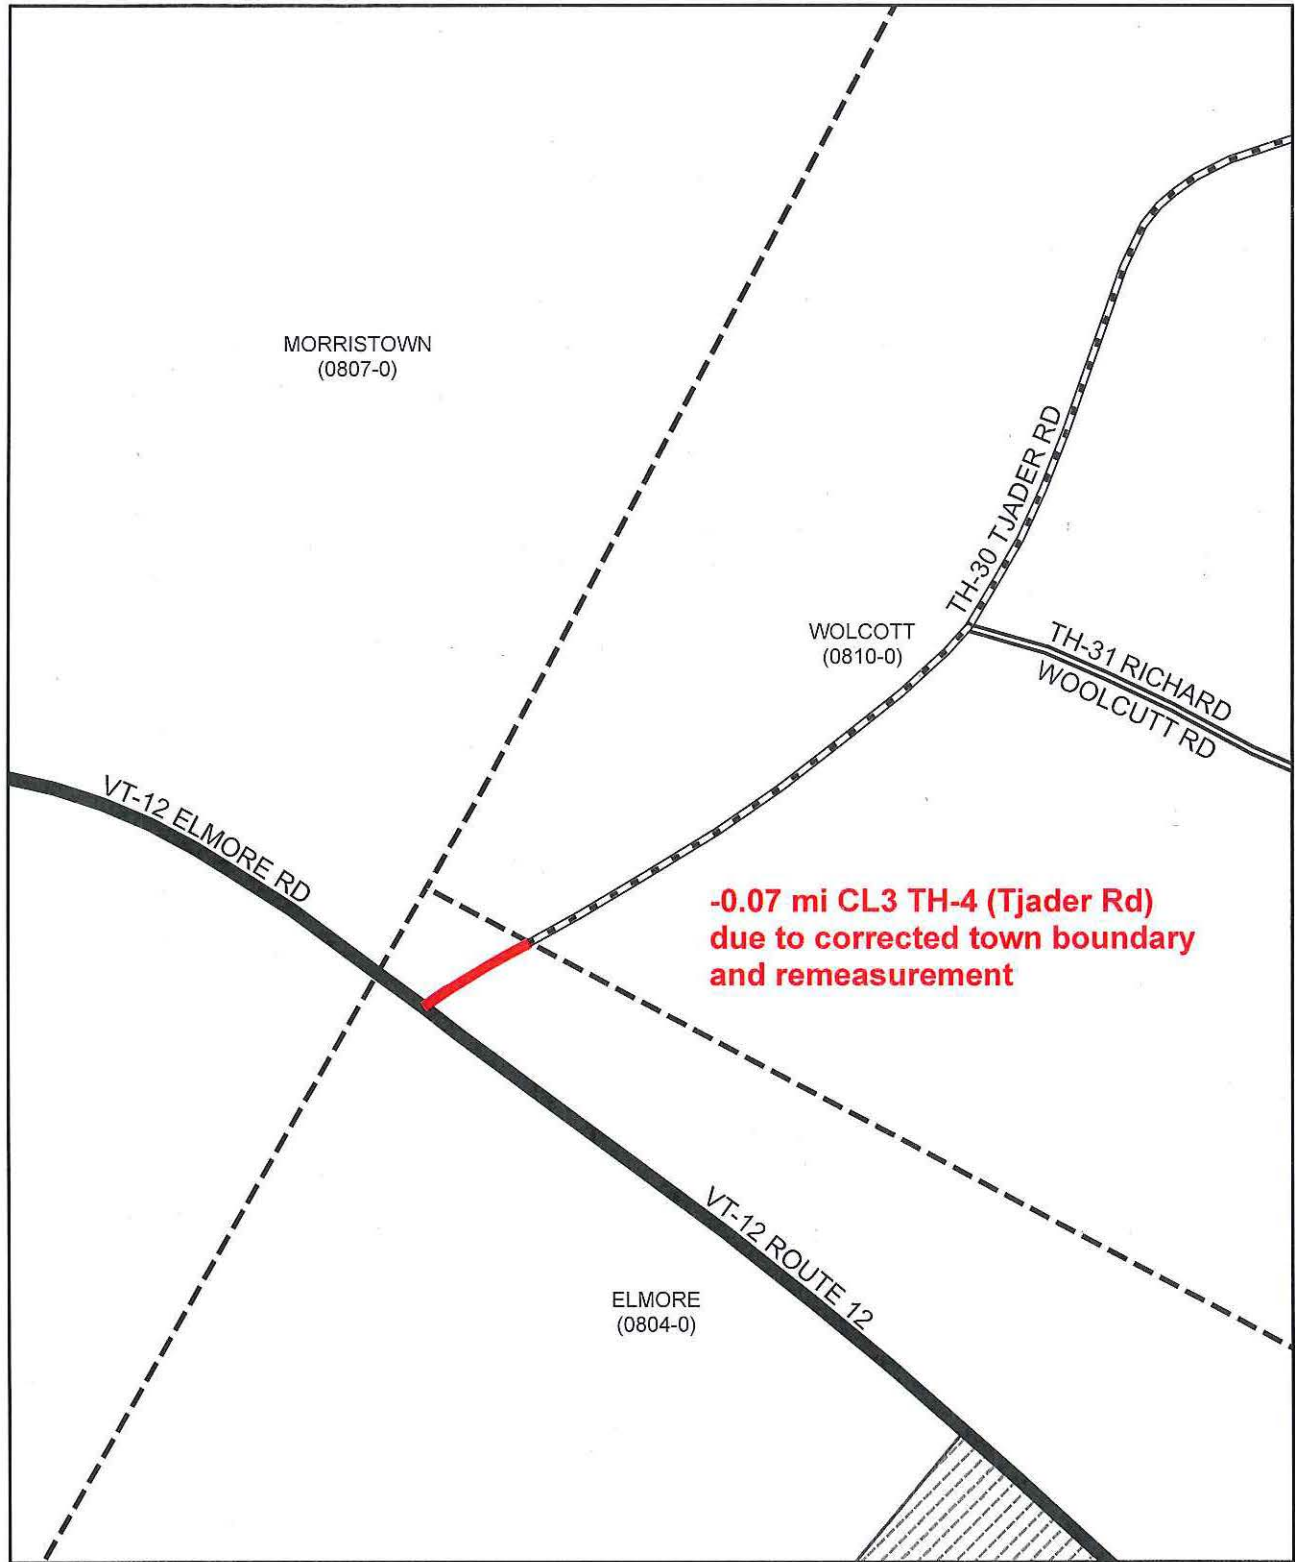 MORRISTOWN
(0807-0)
TH-30 TJADER RD
WOLCOTT
(0810-0)
TH-31 RICHARD
WOOLCUTT RD
VT-12 ELMORE RD
-0.07 mi CL3 TH-4 (Tjader Rd)
due to corrected town boundary
and remeasurement
VT-12 ROUTE 12
ELMORE
(0804-0)